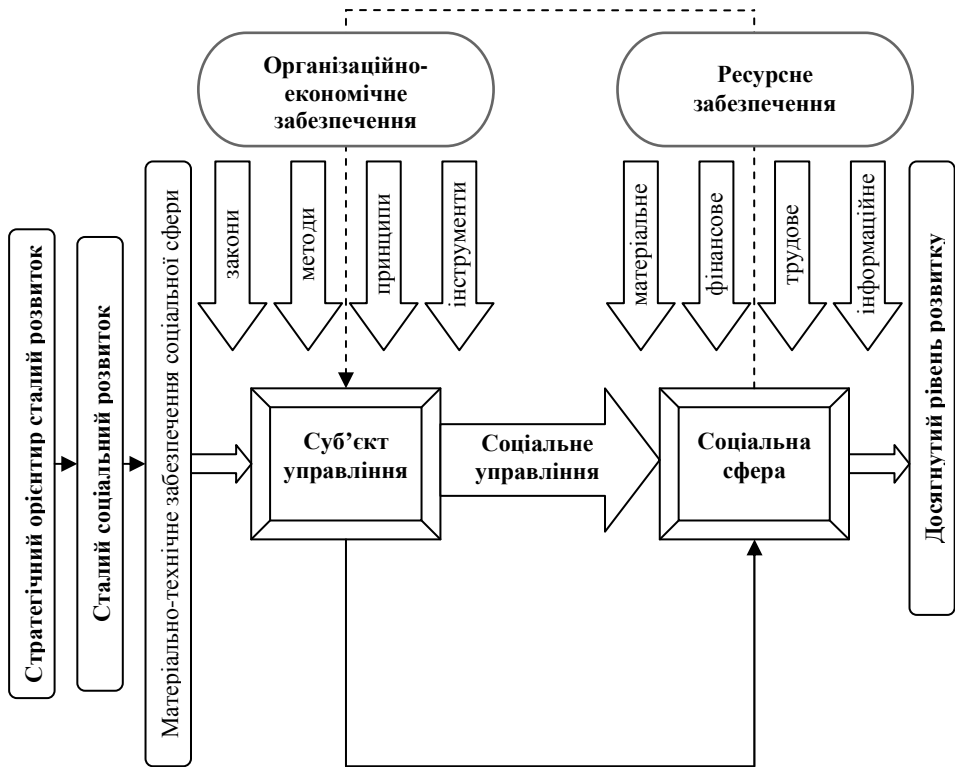 Організаційно-
економічне
забезпечення
Ресурсне
забезпечення
закони
методи
принципи
інструменти
матеріальне
фінансове
трудове
інформаційне
Стратегічний орієнтир сталий розвиток
Сталий соціальний розвиток
Матеріально-технічне забезпечення соціальної сфери
Суб’єкт
управління
Соціальне
управління
Соціальна
сфера
Досягнутий рівень розвитку